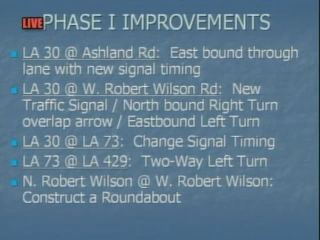 LIVE PHASE I IMPROVEMENTS
LA 30 @ Ashland Rd: East bound through
lane with new signal timing
LA 30 @ W. Robert Wilson Rd: New
Traffic Signal / North bound Right Turn
overlap arrow / Eastbound Left Turn
LA 30 @ LA 73: Change Signal Timing
LA 73 @ LA 429: Two-Way Left Turn
N. Robert Wilson @ W. Robert Wilson:
Construct a Roundabout